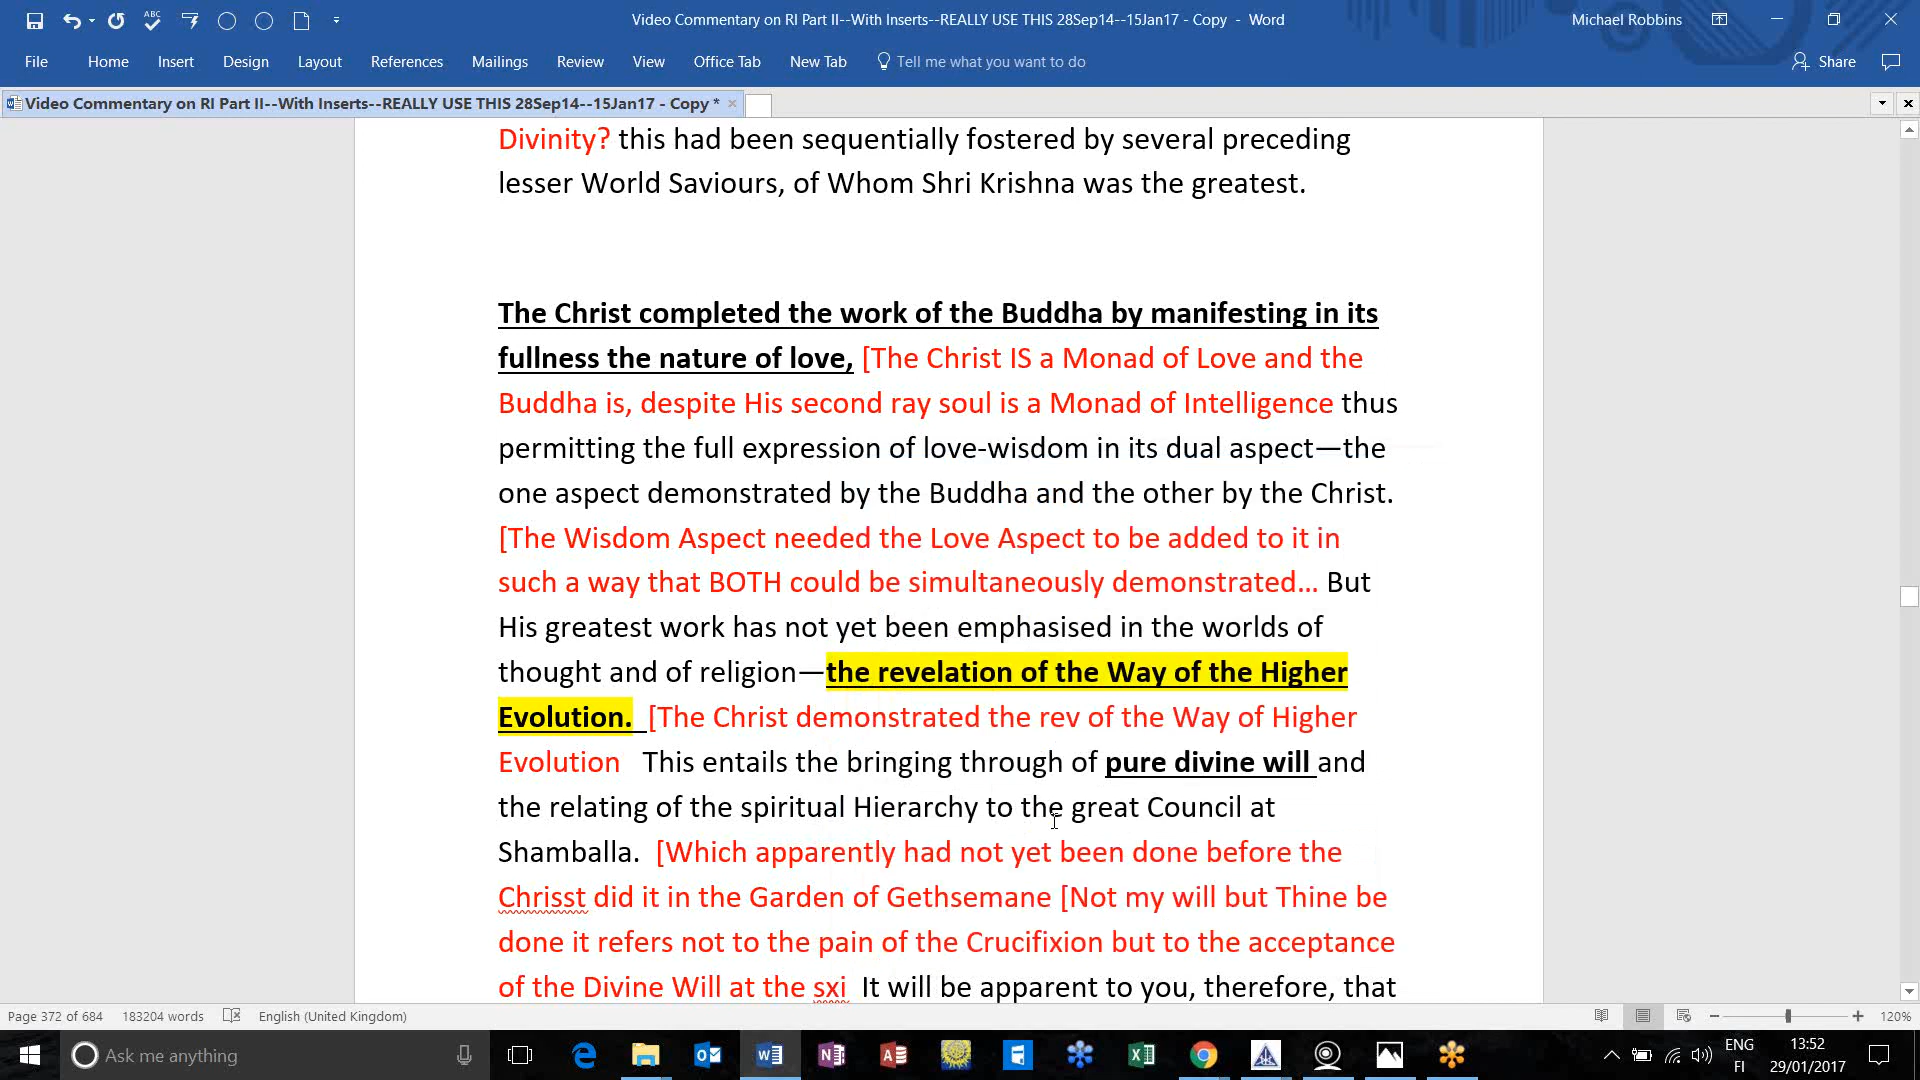 Video Commentary on RI Part II--With Inserts--REALLY USE THIS 28Sep14--15Jan17 - Copy - Word
Michael Robbins
File Home Insert Design Layout References Mailings Review View Office Tab New Tab Tell me what you want to do Share
Video Commentary on RI Part II--With Inserts--REALLY USE THIS 28Sep14--15Jan17 - Copy *
Divinity? this had been sequentially fostered by several preceding
lesser World Saviours, of Whom Shri Krishna was the greatest.
The Christ completed the work of the Buddha by manifesting in its
fullness the nature of love, [The Christ IS a Monad of Love and the
Buddha is, despite His second ray soul is a Monad of Intelligence thus
permitting the full expression of love-wisdom in its dual aspect—the
one aspect demonstrated by the Buddha and the other by the Christ.
[The Wisdom Aspect needed the Love Aspect to be added to it in
such a way that BOTH could be simultaneously demonstrated… But
His greatest work has not yet been emphasised in the worlds of
thought and of religion—the revelation of the Way of the Higher
Evolution. [The Christ demonstrated the rev of the Way of Higher
Evolution This entails the bringing through of pure divine will and
the relating of the spiritual Hierarchy to the great Council at
Shamballa. [Which apparently had not yet been done before the
Chrisst did it in the Garden of Gethsemane [Not my will but Thine be
done it refers not to the pain of the Crucifixion but to the acceptance
of the Divine Will at the sxi It will be apparent to you, therefore, that
Page 372 of 684 183204 words English (United Kingdom) 120%
Ask me anything
ENG
FI
13:52
29/01/2017